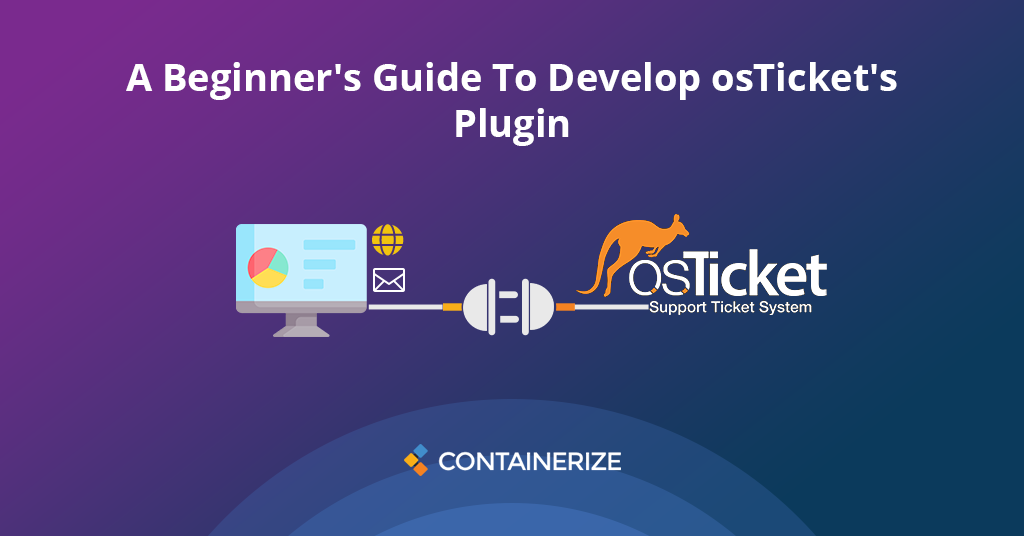 A Beginner's Guide To Develop osTicket's
Plugin
osTicket
Support Ticket System
CONTAINERIZE